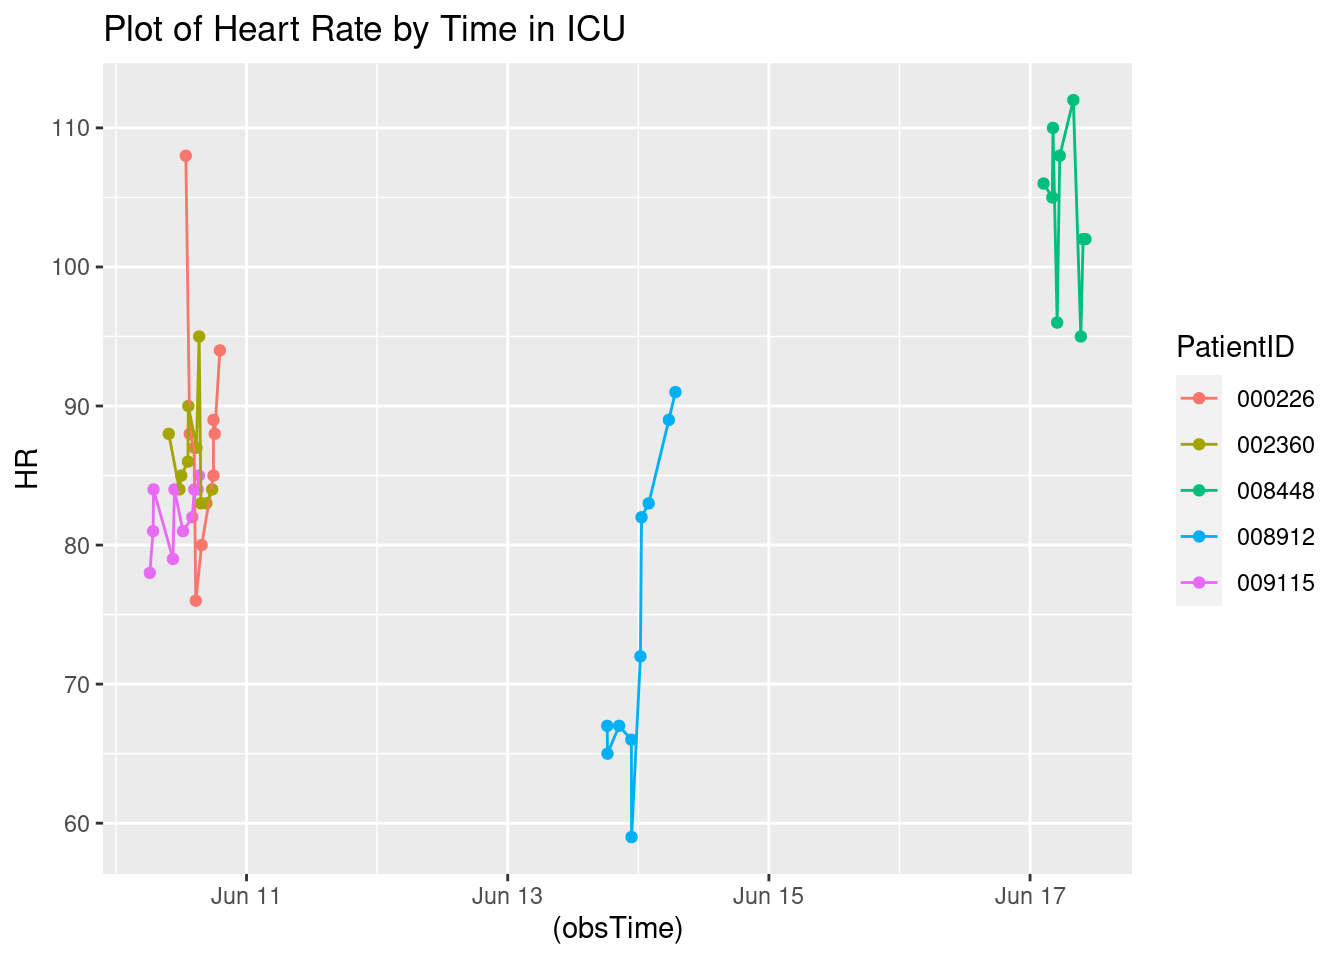 Plot of Heart Rate by Time in ICU
110
100
90
80
70
60
HR
Jun 11
Jun 13
Jun 15
Jun 17
(obsTime)
PatientID
000226
002360
008448
008912
009115